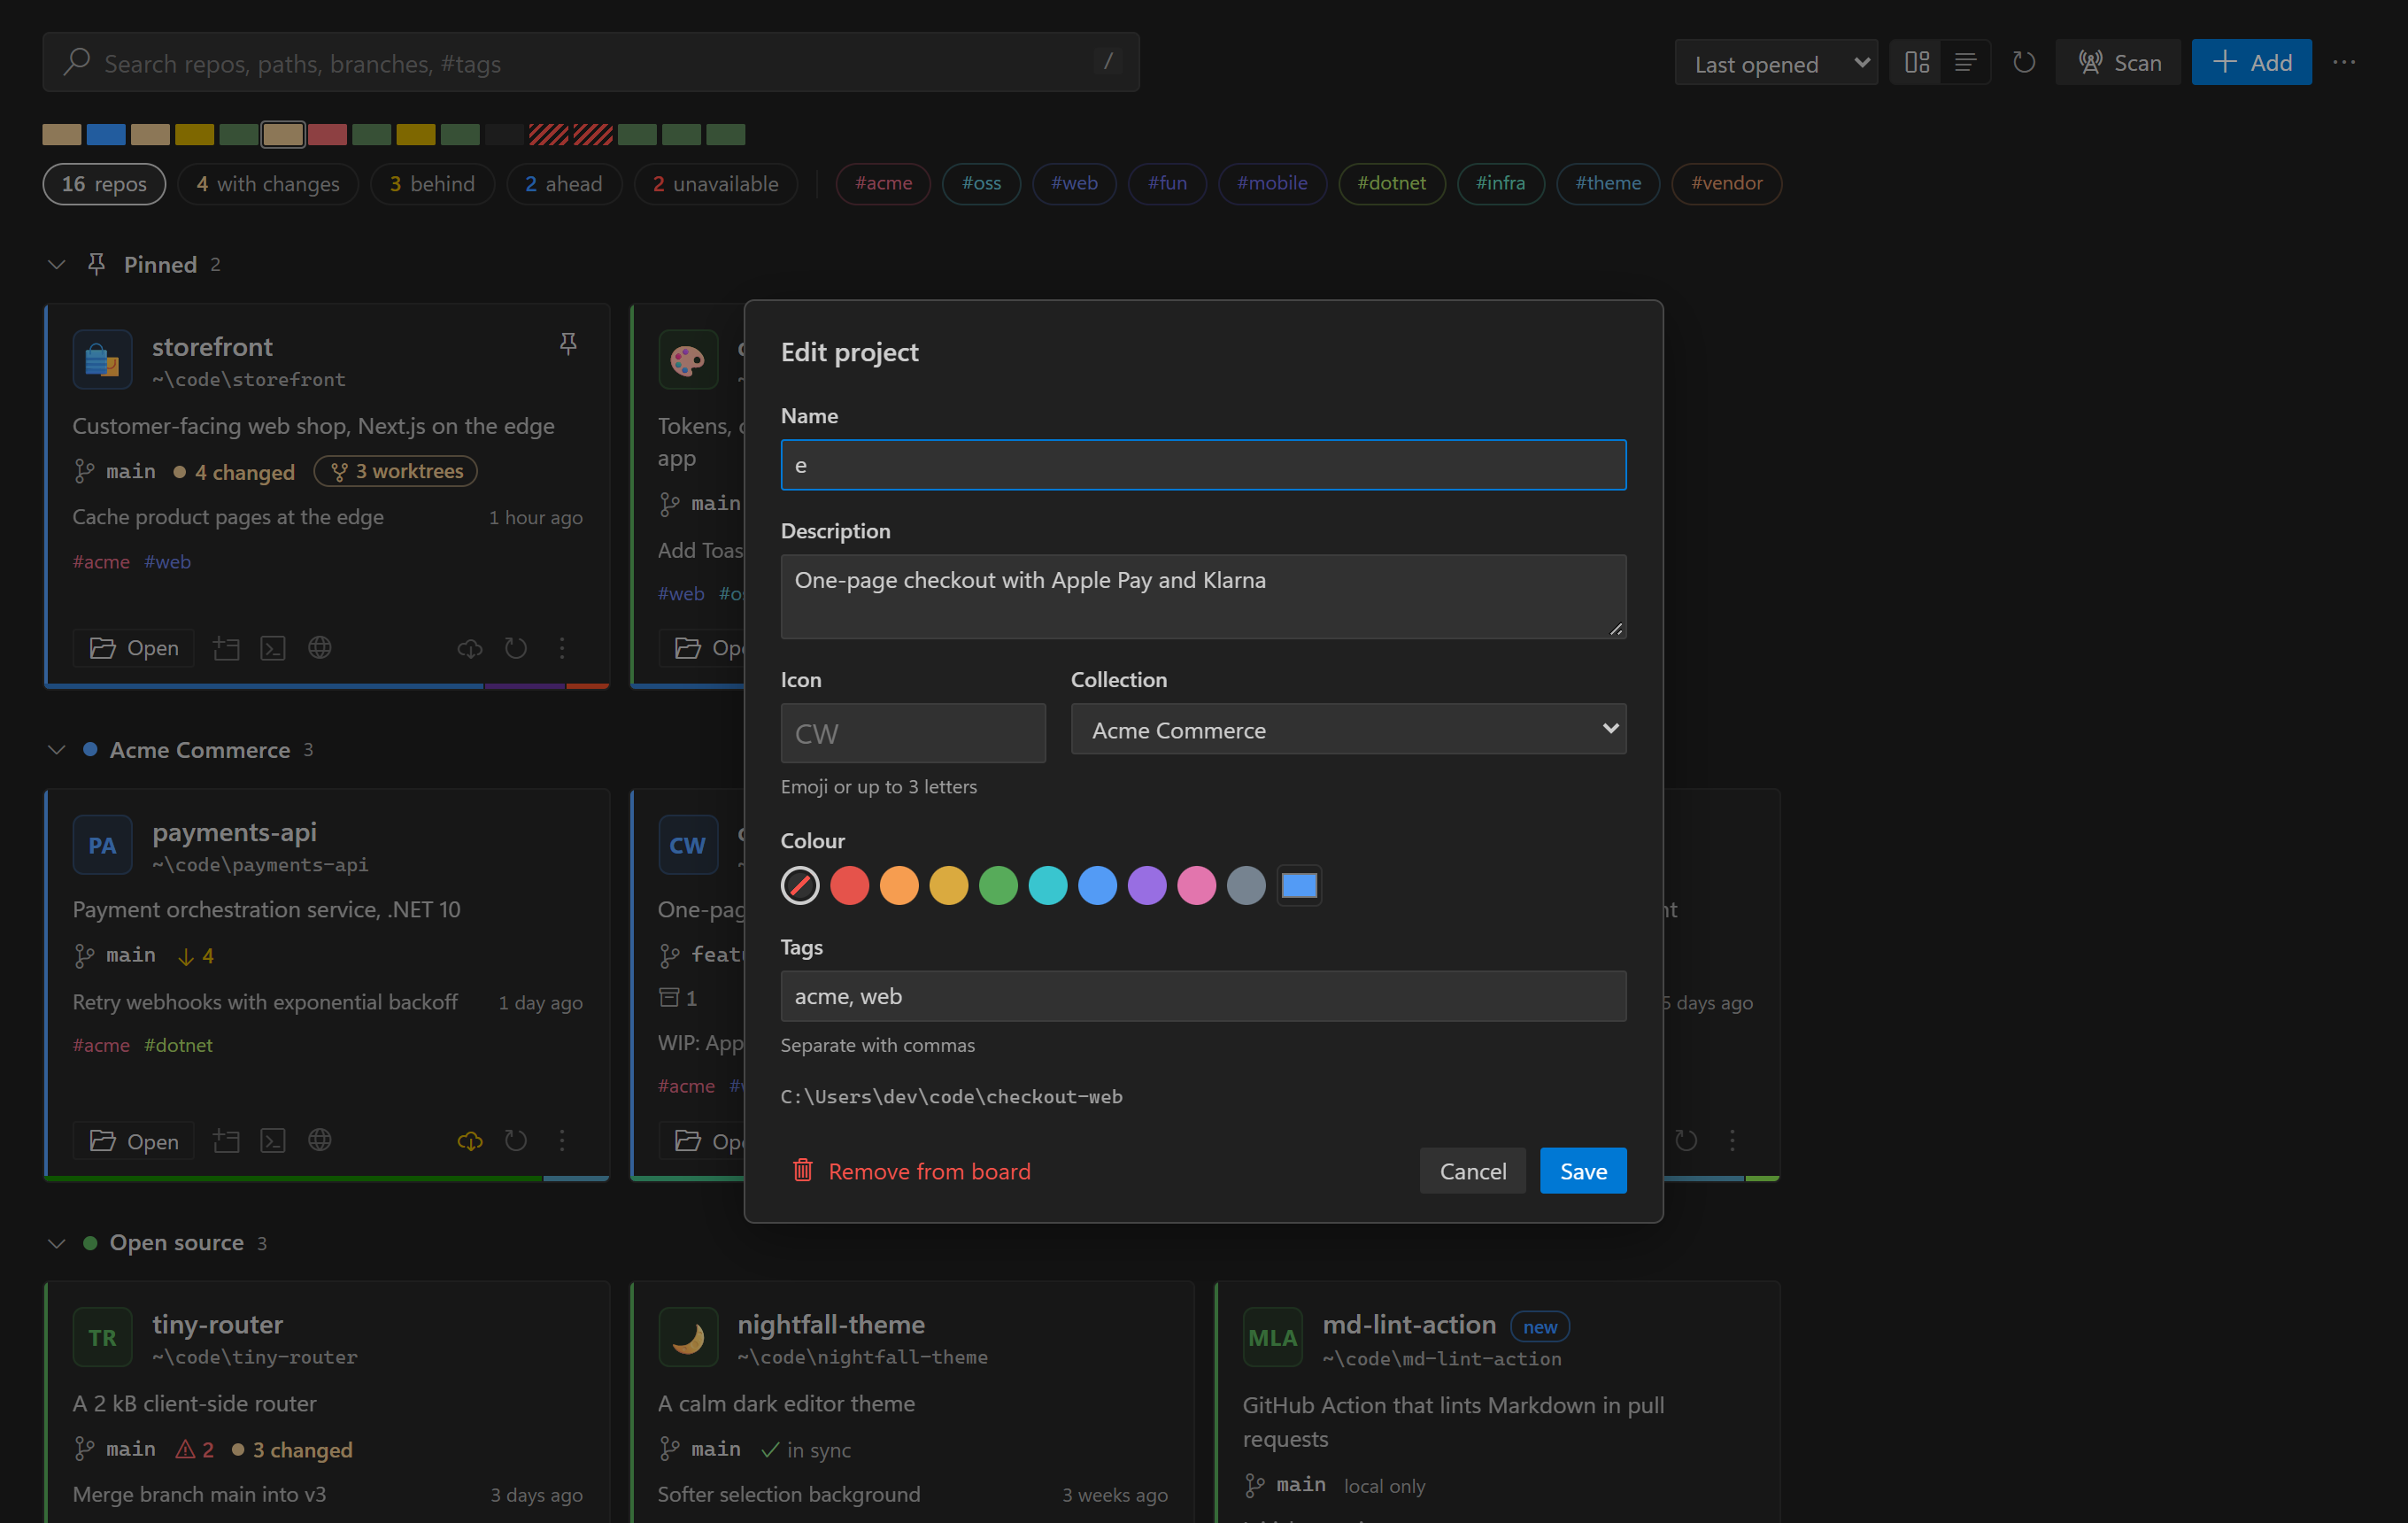 Search repos, paths, branches, #tags
/
Last opened
Scan
Add
16 repos
4 with changes
3 behind
2 ahead
2 unavailable
#acme
#oss
#web
#fun
#mobile
#dotnet
#infra
#theme
#vendor
Pinned 2
storefront
~\code\storefront
Customer-facing web shop, Next.js on the edge
main
4 changed
3 worktrees
Cache product pages at the edge
1 hour ago
#acme #web
Open
Tokens,
app
main
Add Toas
#web
Edit project
Name
e
Description
One-page checkout with Apple Pay and Klarna
Icon
CW
Emoji or up to 3 letters
Collection
Acme Commerce
Colour
Tags
acme, web
Separate with commas
C:\Users\dev\code\checkout-web
Remove from board
Cancel
Save
Acme Commerce 3
PA
payments-api
~\code\payments-api
Payment orchestration service, .NET 10
main
4
Retry webhooks with exponential backoff
1 day ago
#acme #dotnet
Open
CW
One-pag
featu
1
WIP: App
#acme
5 days ago
Open source 3
TR
tiny-router
~\code\tiny-router
A 2 kB client-side router
main
2
3 changed
Merge branch main into v3
3 days ago
nightfall-theme
~\code\nightfall-theme
A calm dark editor theme
main
in sync
Softer selection background
3 weeks ago
MLA
md-lint-action
new
~\code\md-lint-action
GitHub Action that lints Markdown in pull
requests
main
local only